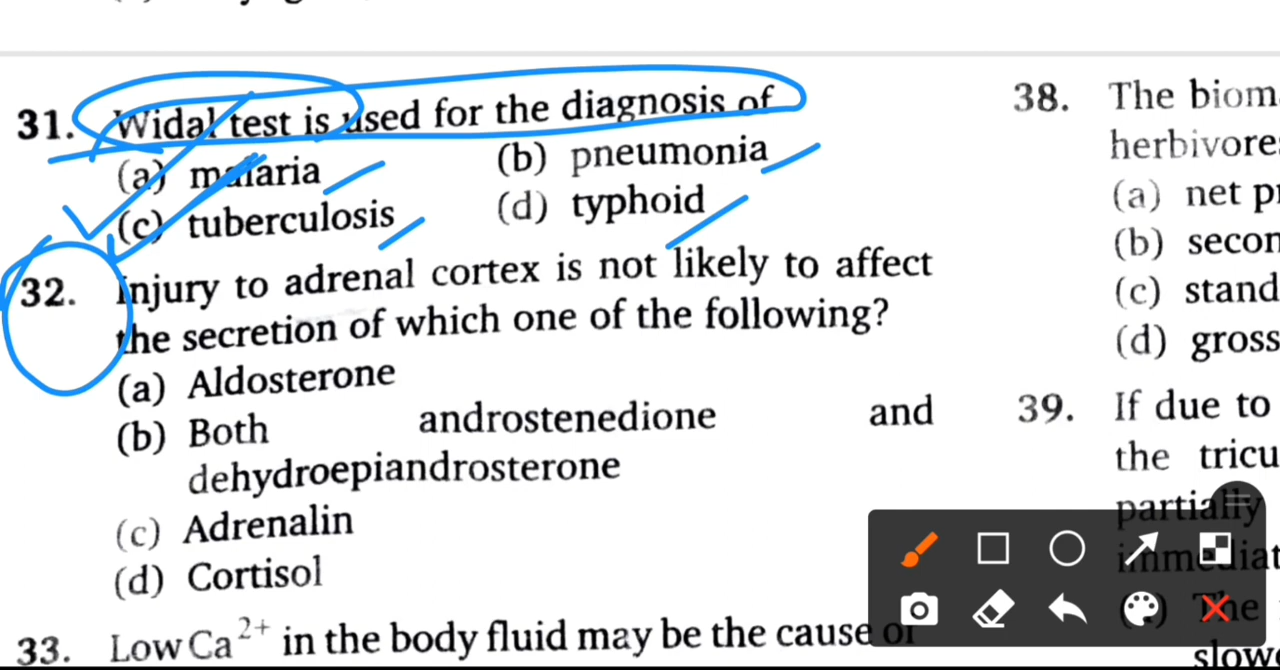 31. Widal test is used for the diagnosis of
(a) malaria (b) pneumonia
(c) tuberculosis (d) typhoid
32. Injury to adrenal cortex is not likely to affect
the secretion of which one of the following?
(a) Aldosterone
(b) Both androstenedione and
dehydroepiandrosterone
(c) Adrenalin
(d) Cortisol
33. Low Ca²⁺ in the body fluid may be the cause of
38. The biom
herbivore
(a) net pr
(b) secon
(c) stand
(d) gross
39. If due to
the tricu
partially
immediat
The
slow